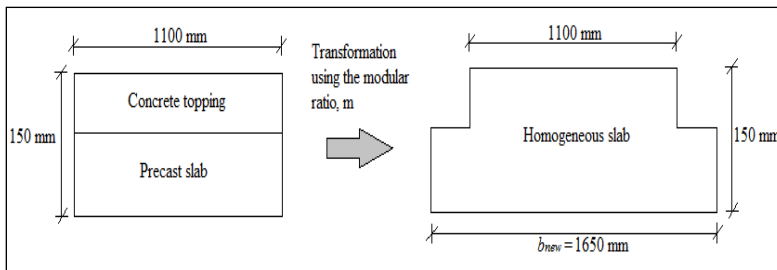 1100 mm
Concrete topping
Precast slab
150 mm
Transformation
using the modular
ratio, m
1100 mm
Homogeneous slab
150 mm
bnew = 1650 mm